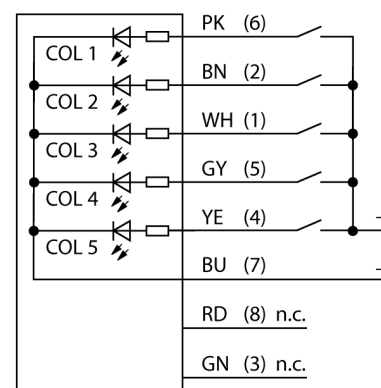 PK (6)
COL 1
BN (2)
COL 2
WH (1)
COL 3
GY (5)
COL 4
YE (4)
COL 5
BU (7)
RD (8) n.c.
GN (3) n.c.